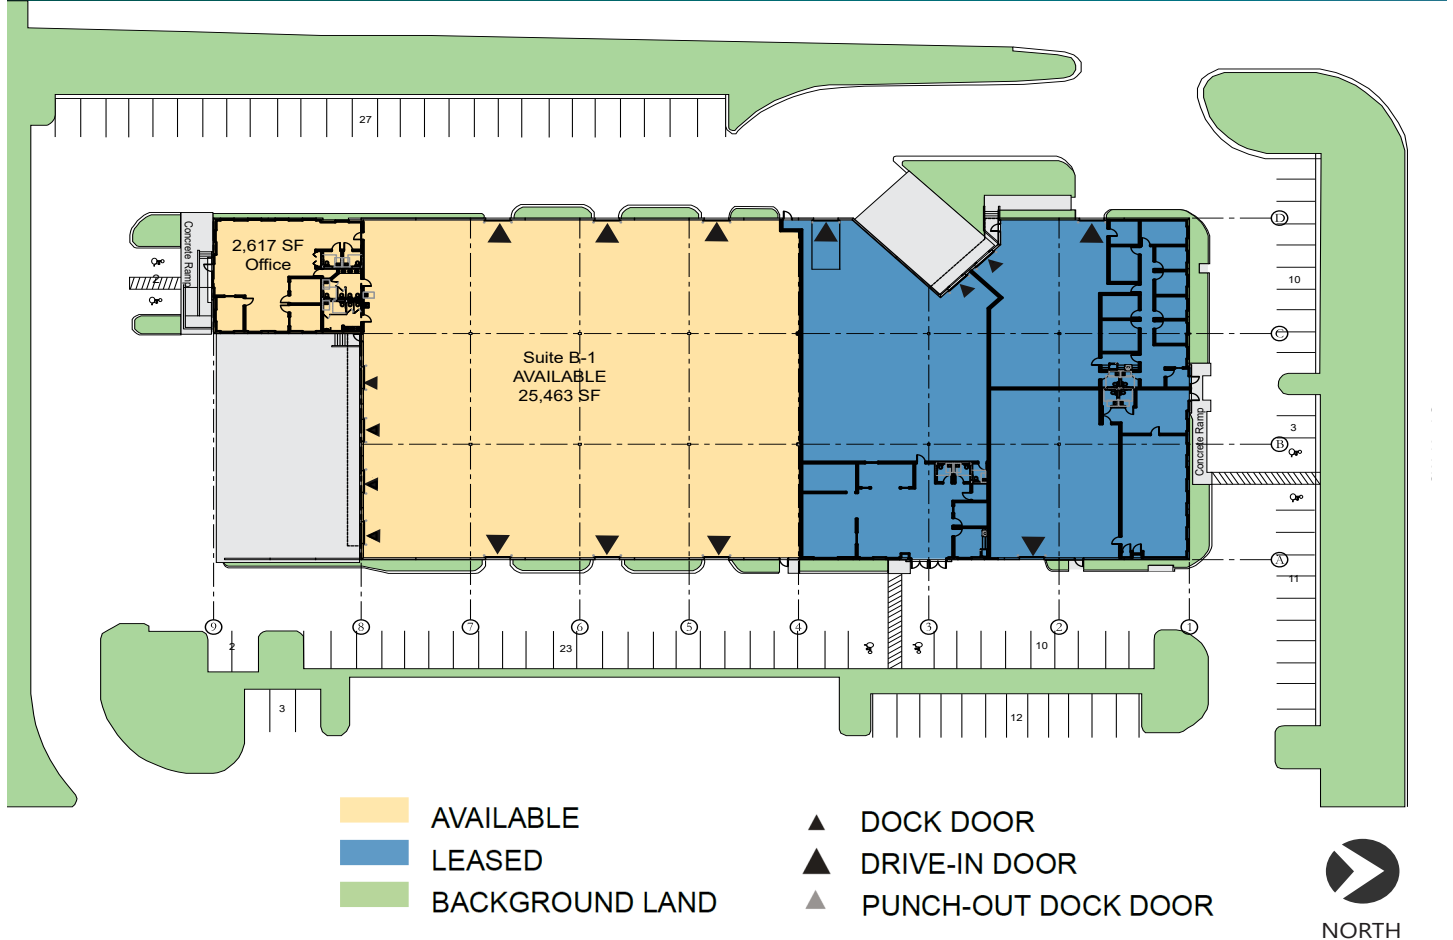 27
D
2,617 SF
Office
Concrete Ramp
2
10
C
Suite B-1
AVAILABLE
25,463 SF
Concrete Ramp
3
B
A
11
9
8
7
6
5
4
3
2
1
2
23
10
3
12
AVAILABLE
LEASED
BACKGROUND LAND
DOCK DOOR
DRIVE-IN DOOR
PUNCH-OUT DOCK DOOR
NORTH